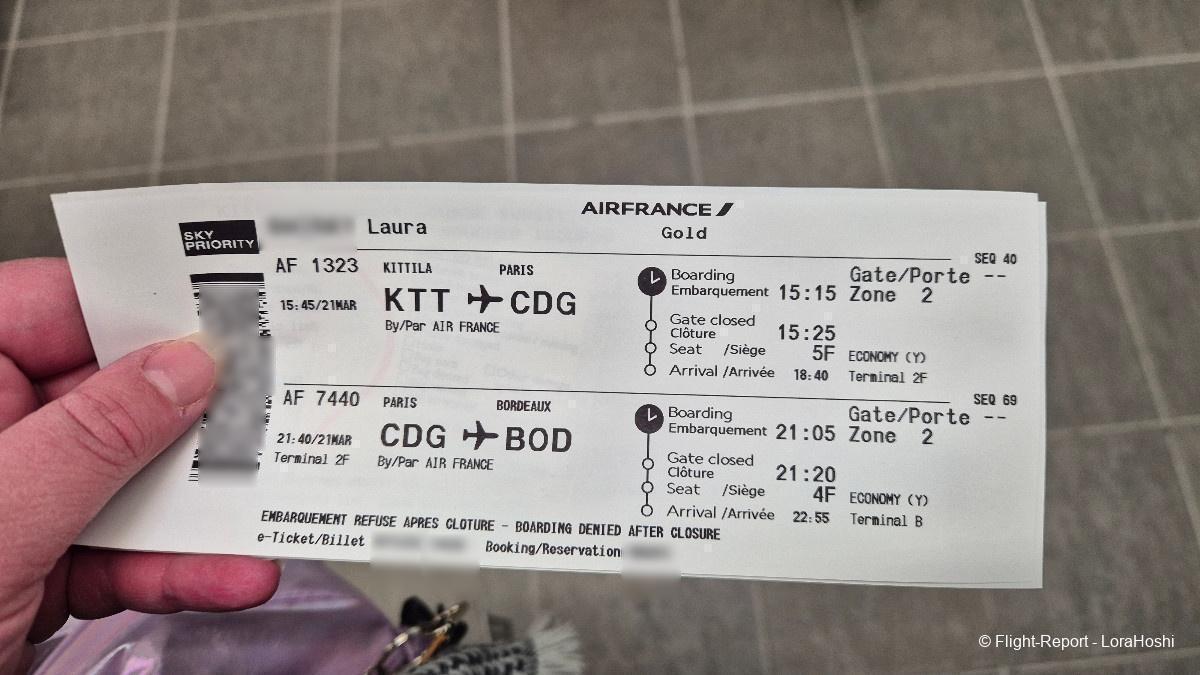 AIRFRANCE
SKY PRIORITY
Laura
Gold
SEQ 40
AF 1323 KITTILA PARIS
15:45/21MAR KTT CDG
By/Par AIR FRANCE
Boarding
Embarquement 15:15
Gate/Porte --
Zone 2
Gate closed
Clôture 15:25
Seat /Siège 5F ECONOMY (Y)
Arrival /Arrivée 18:40 Terminal 2F
SEQ 69
AF 7440 PARIS BORDEAUX
21:40/21MAR CDG BOD
Terminal 2F By/Par AIR FRANCE
Boarding
Embarquement 21:05
Gate/Porte --
Zone 2
Gate closed
Clôture 21:20
Seat /Siège 4F ECONOMY (Y)
Arrival /Arrivée 22:55 Terminal B
EMBARQUEMENT REFUSE APRES CLOTURE - BOARDING DENIED AFTER CLOSURE
e-Ticket/Billet Booking/Reservation
© Flight-Report - LoraHoshi